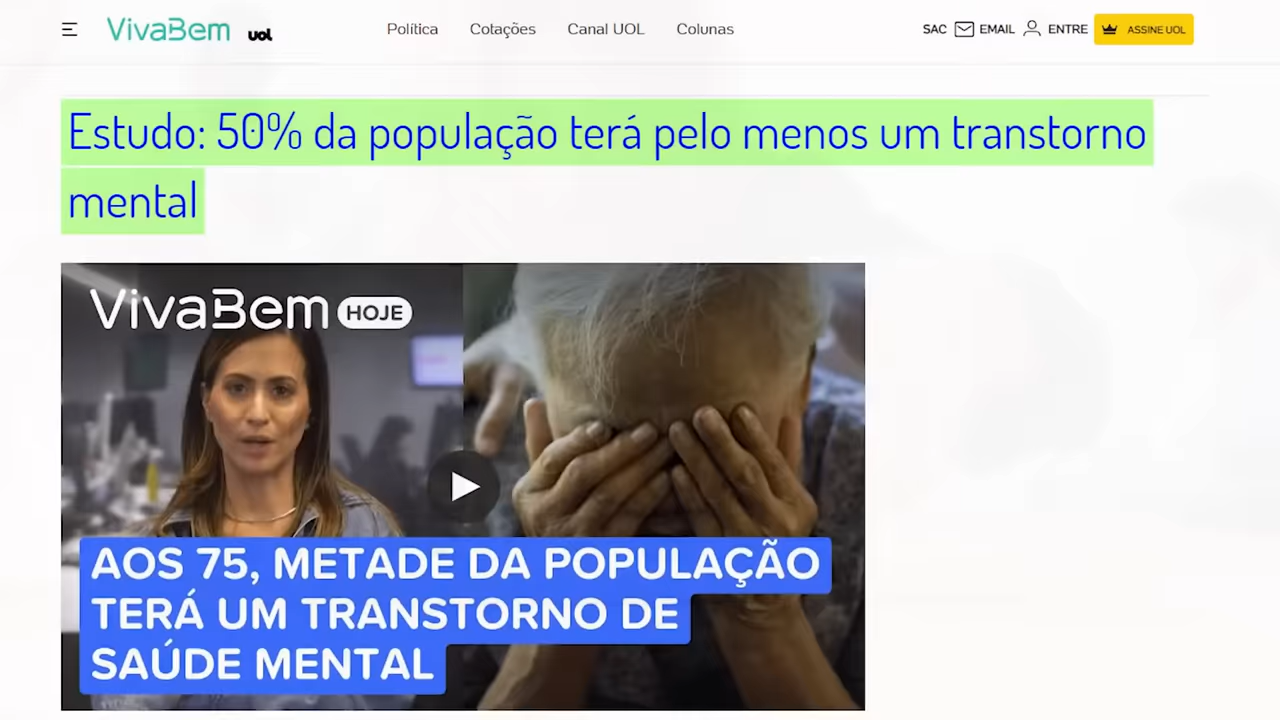 VivaBem uol
Política Cotações Canal UOL Colunas
SAC EMAIL ENTRE ASSINE UOL
Estudo: 50% da população terá pelo menos um transtorno
mental
VivaBem HOJE
AOS 75, METADE DA POPULAÇÃO
TERÁ UM TRANSTORNO DE
SAÚDE MENTAL